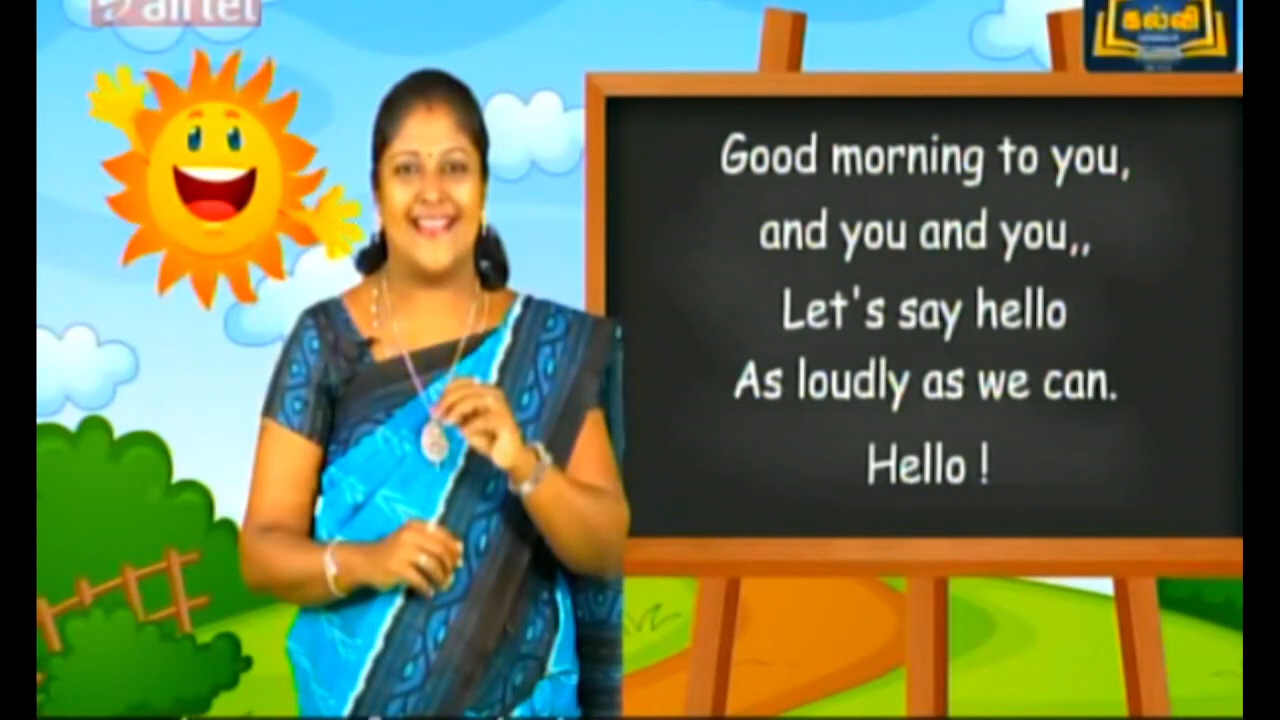 airtel
கல்வி
Good morning to you,
and you and you,,
Let's say hello
As loudly as we can.
Hello !